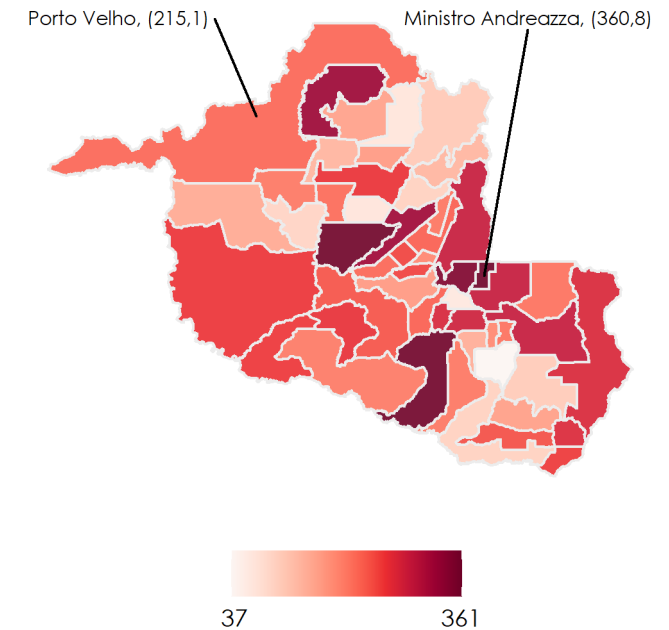 Porto Velho, (215,1)
Ministro Andreazza, (360,8)
37
361